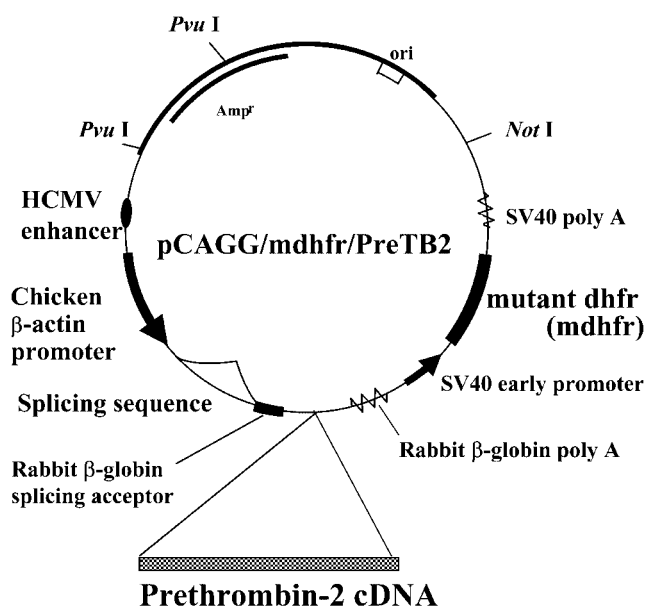 Pvu I
ori
Ampr
Pvu I
Not I
HCMV
enhancer
SV40 poly A
pCAGG/mdhfr/PreTB2
Chicken
β-actin
promoter
mutant dhfr
(mdhfr)
SV40 early promoter
Splicing sequence
Rabbit β-globin poly A
Rabbit β-globin
splicing acceptor
Prethrombin-2 cDNA